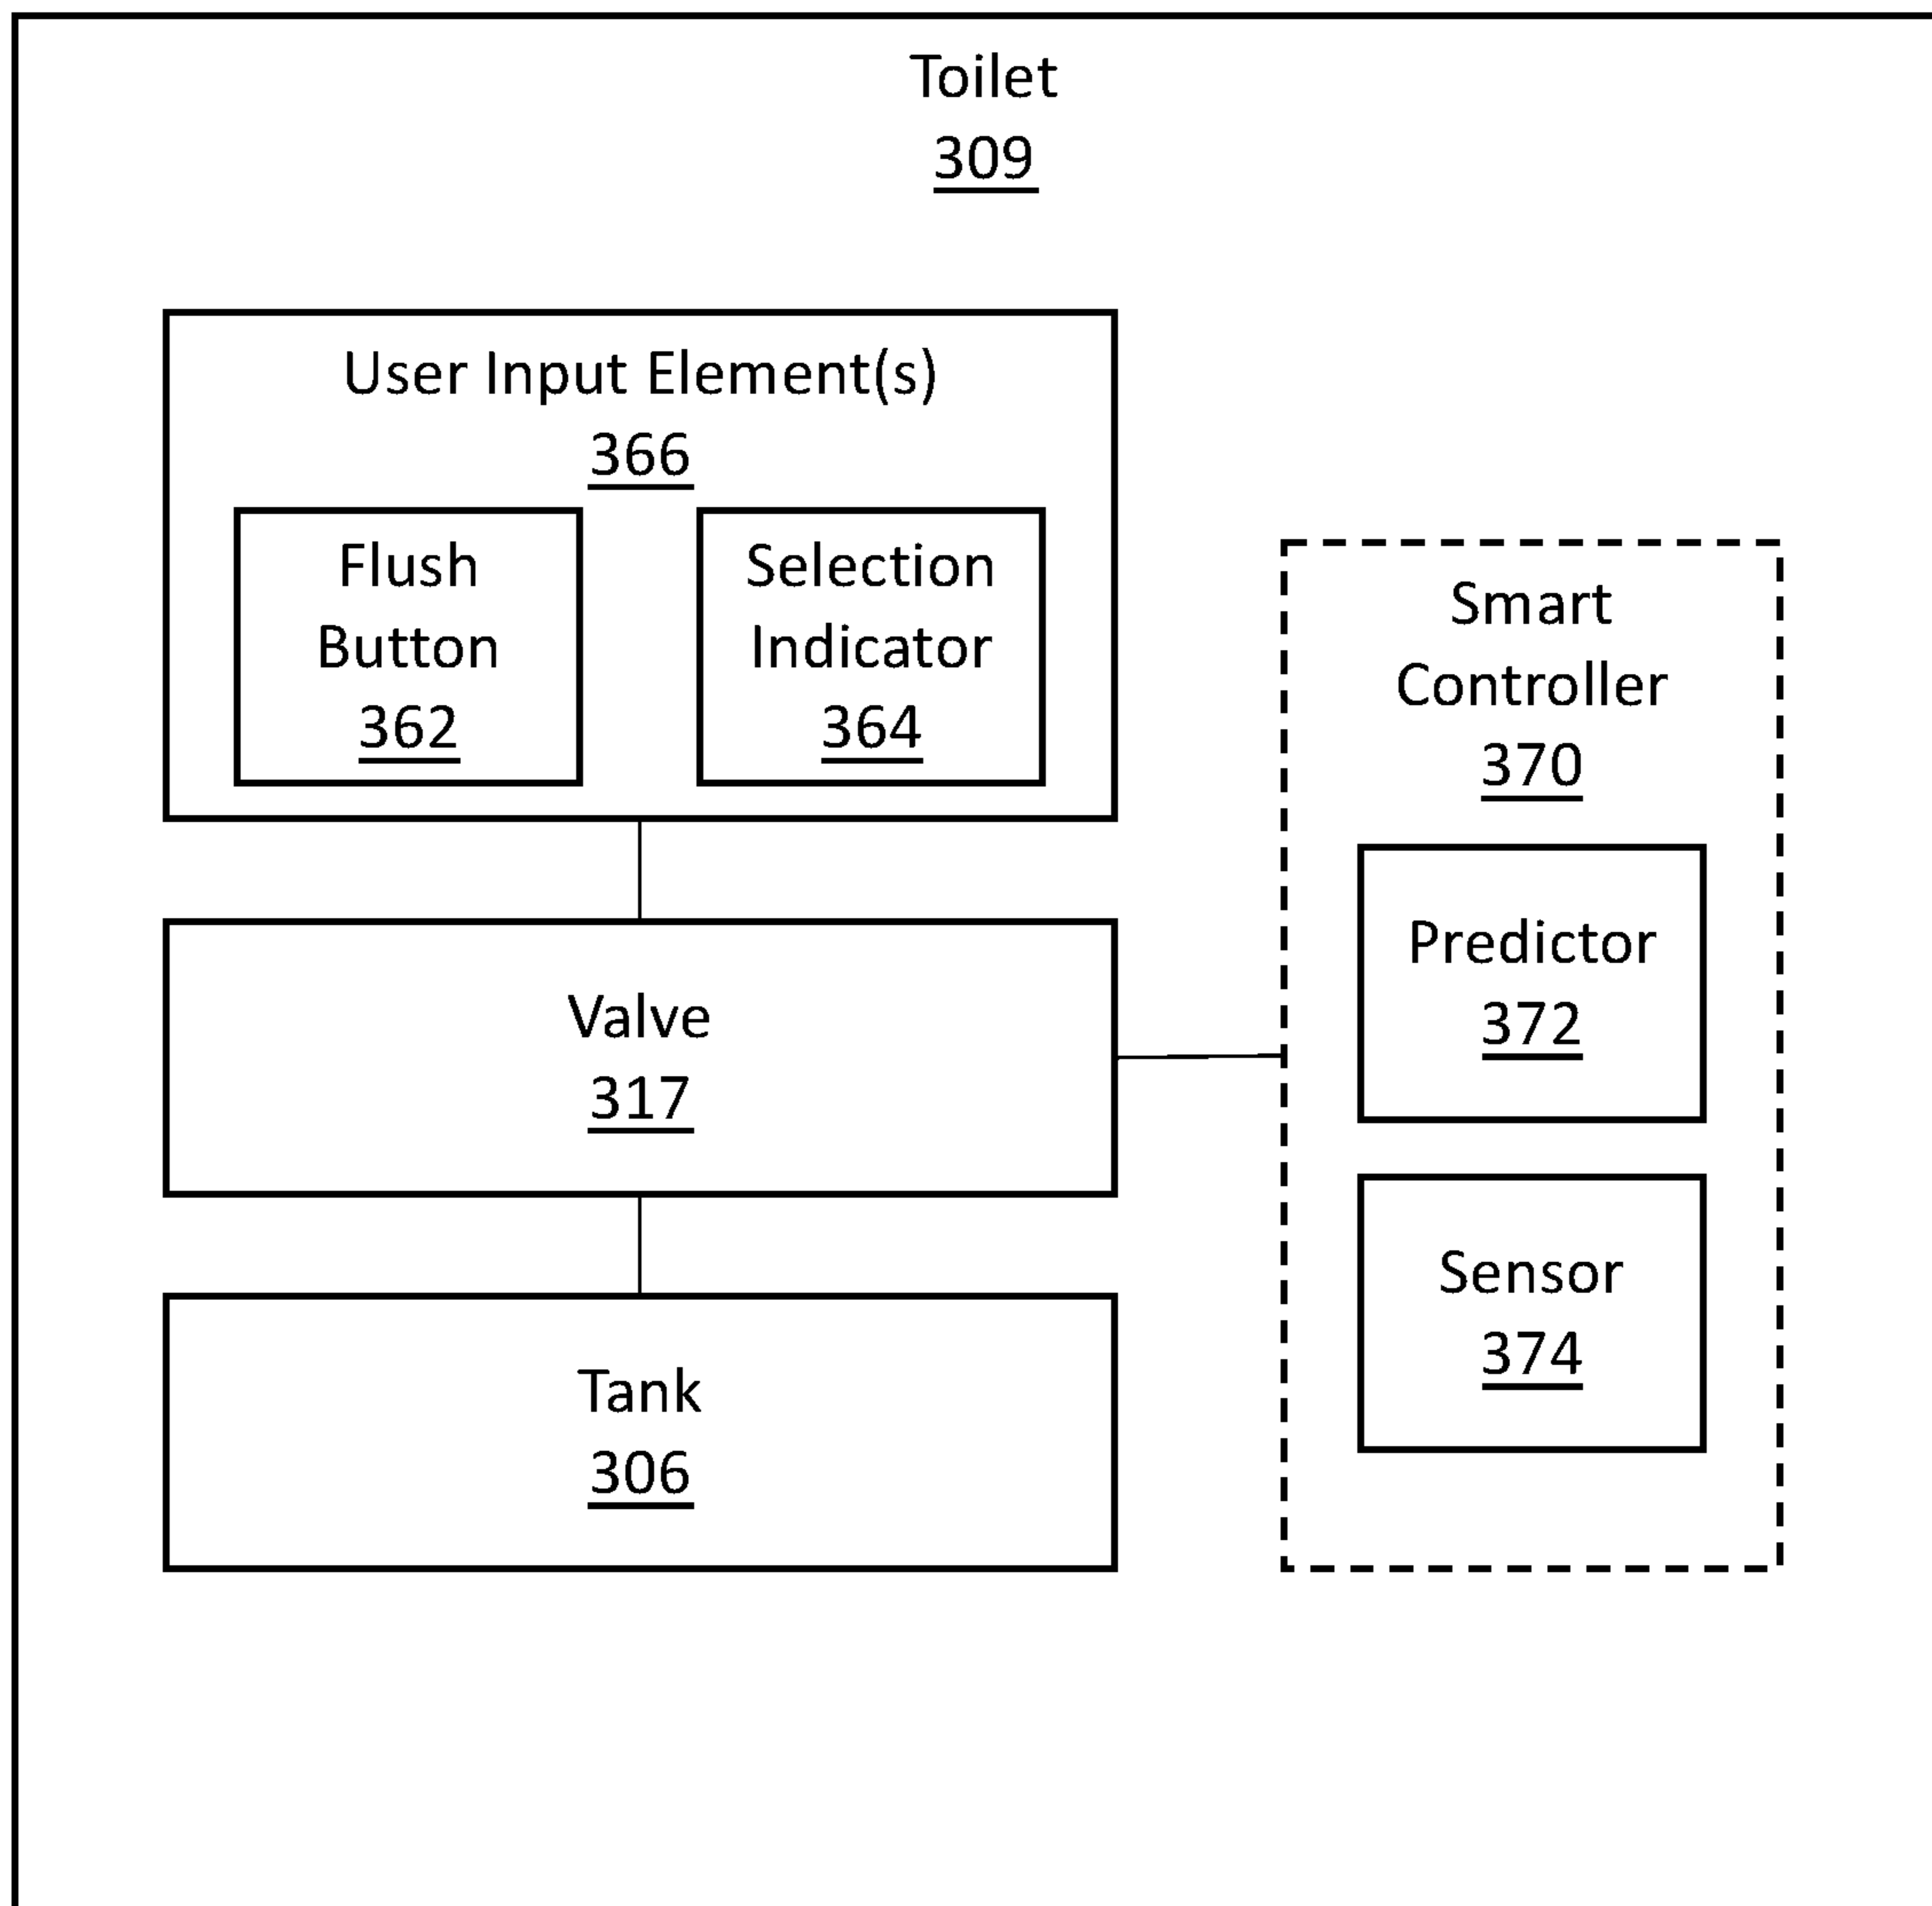 Toilet
309
User Input Element(s)
366
Flush
Button
362
Selection
Indicator
364
Smart
Controller
370
Predictor
372
Sensor
374
Valve
317
Tank
306